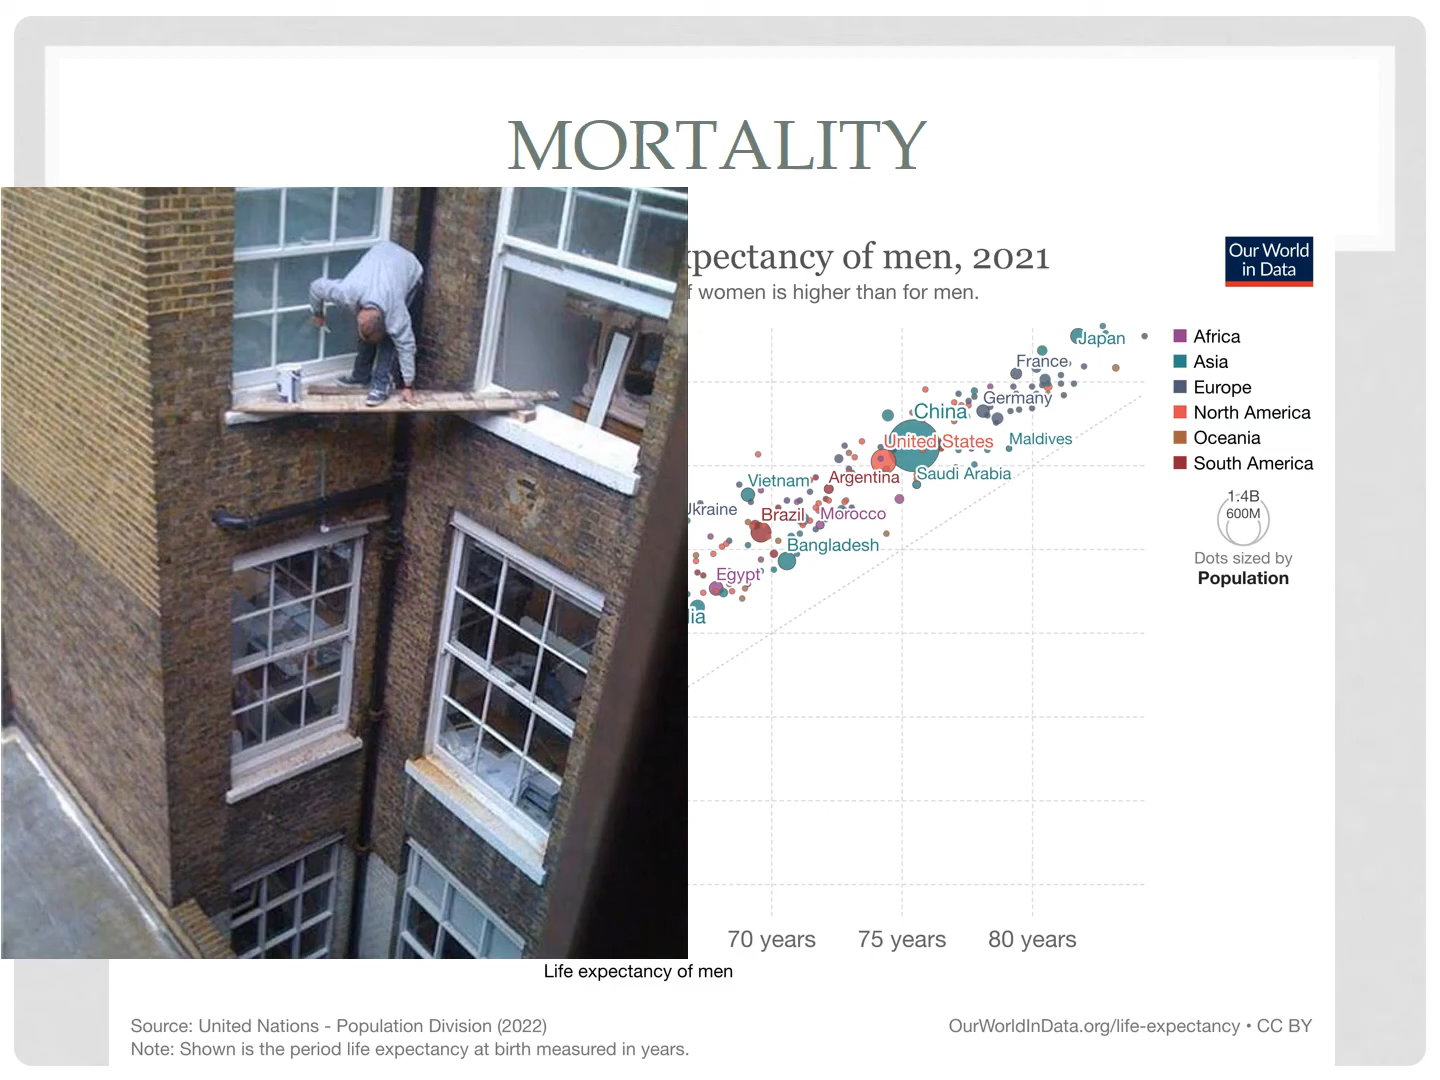 MORTALITY
xpectancy of men, 2021
f women is higher than for men.
Our World
in Data
Japan
France
Germany
China
United States
Maldives
Saudi Arabia
Argentina
Vietnam
Ukraine
Brazil
Morocco
Bangladesh
Egypt
lia
Africa
Asia
Europe
North America
Oceania
South America
1.4B
600M
Dots sized by
Population
70 years 75 years 80 years
Life expectancy of men
Source: United Nations - Population Division (2022)
OurWorldInData.org/life-expectancy • CC BY
Note: Shown is the period life expectancy at birth measured in years.